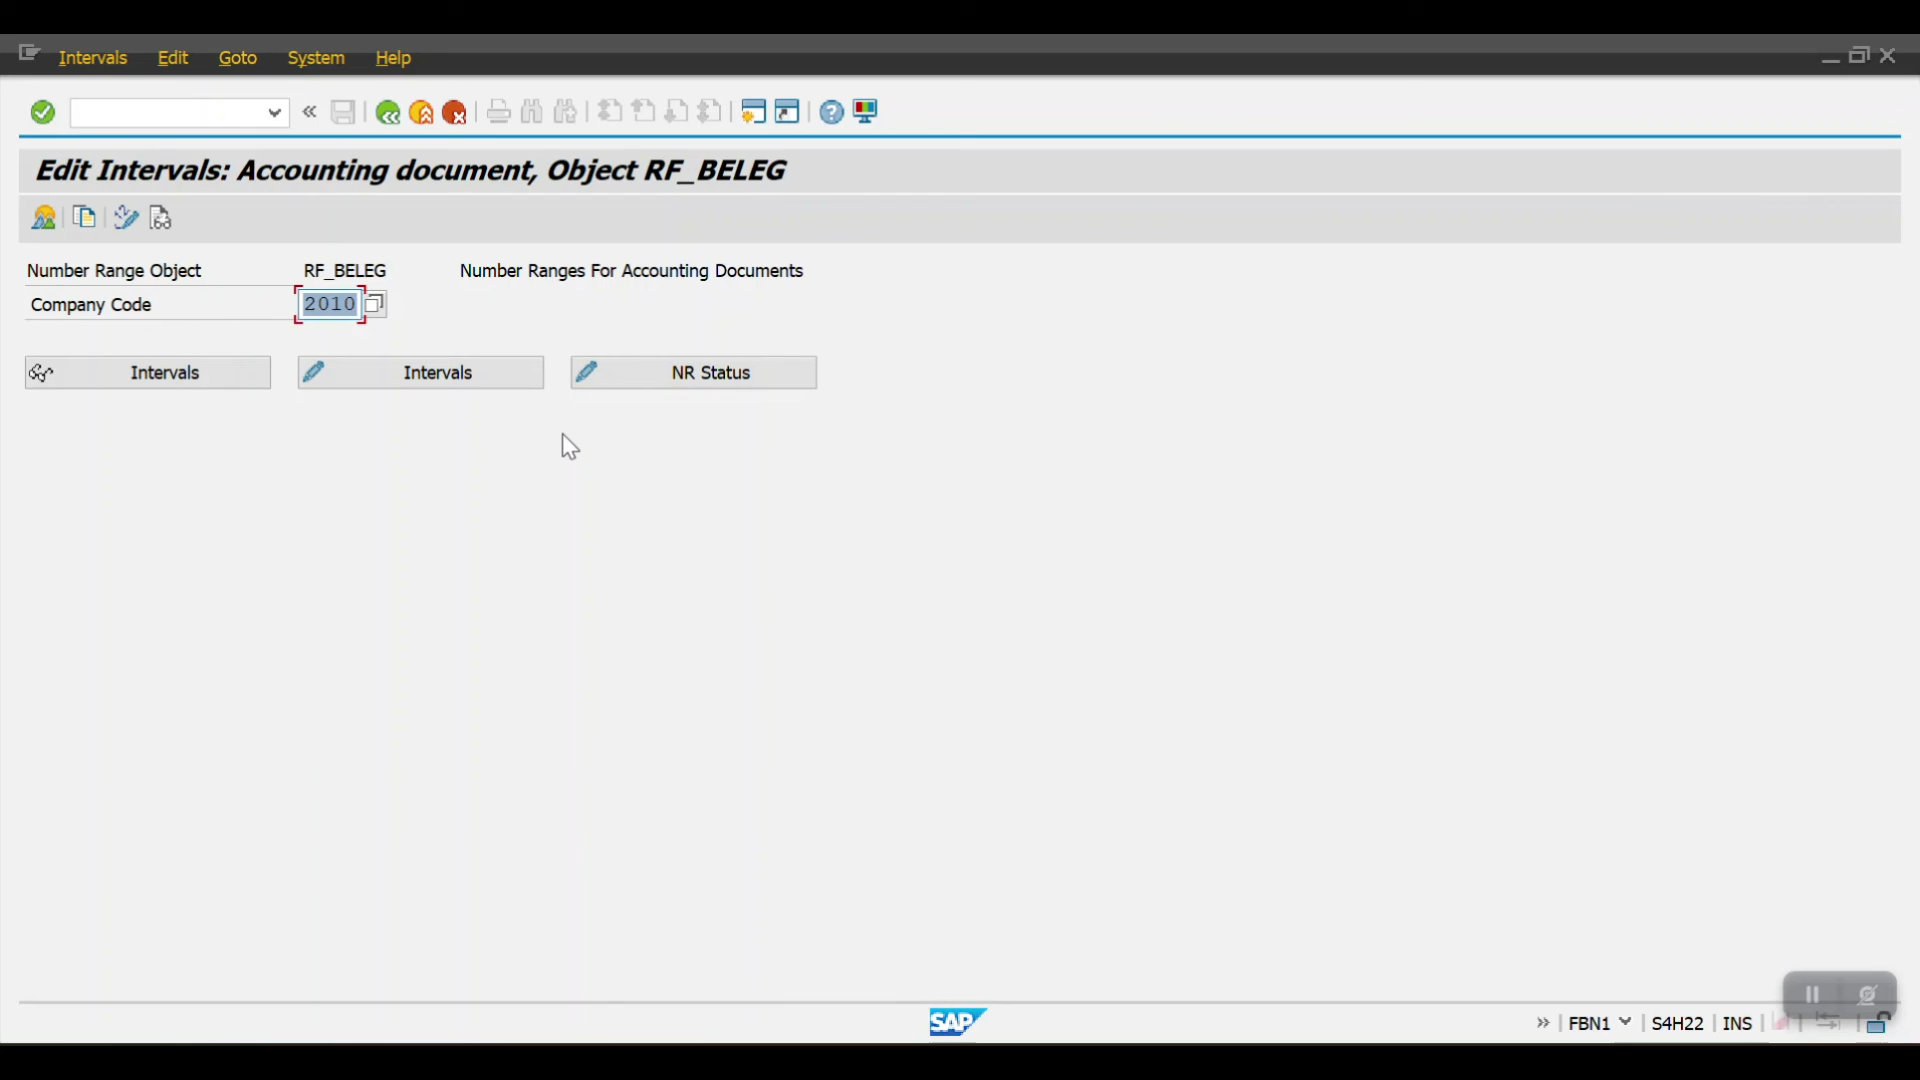 Intervals Edit Goto System Help
Edit Intervals: Accounting document, Object RF_BELEG
Number Range Object RF_BELEG Number Ranges For Accounting Documents
Company Code 2010
Intervals Intervals NR Status
SAP FBN1 S4H22 INS